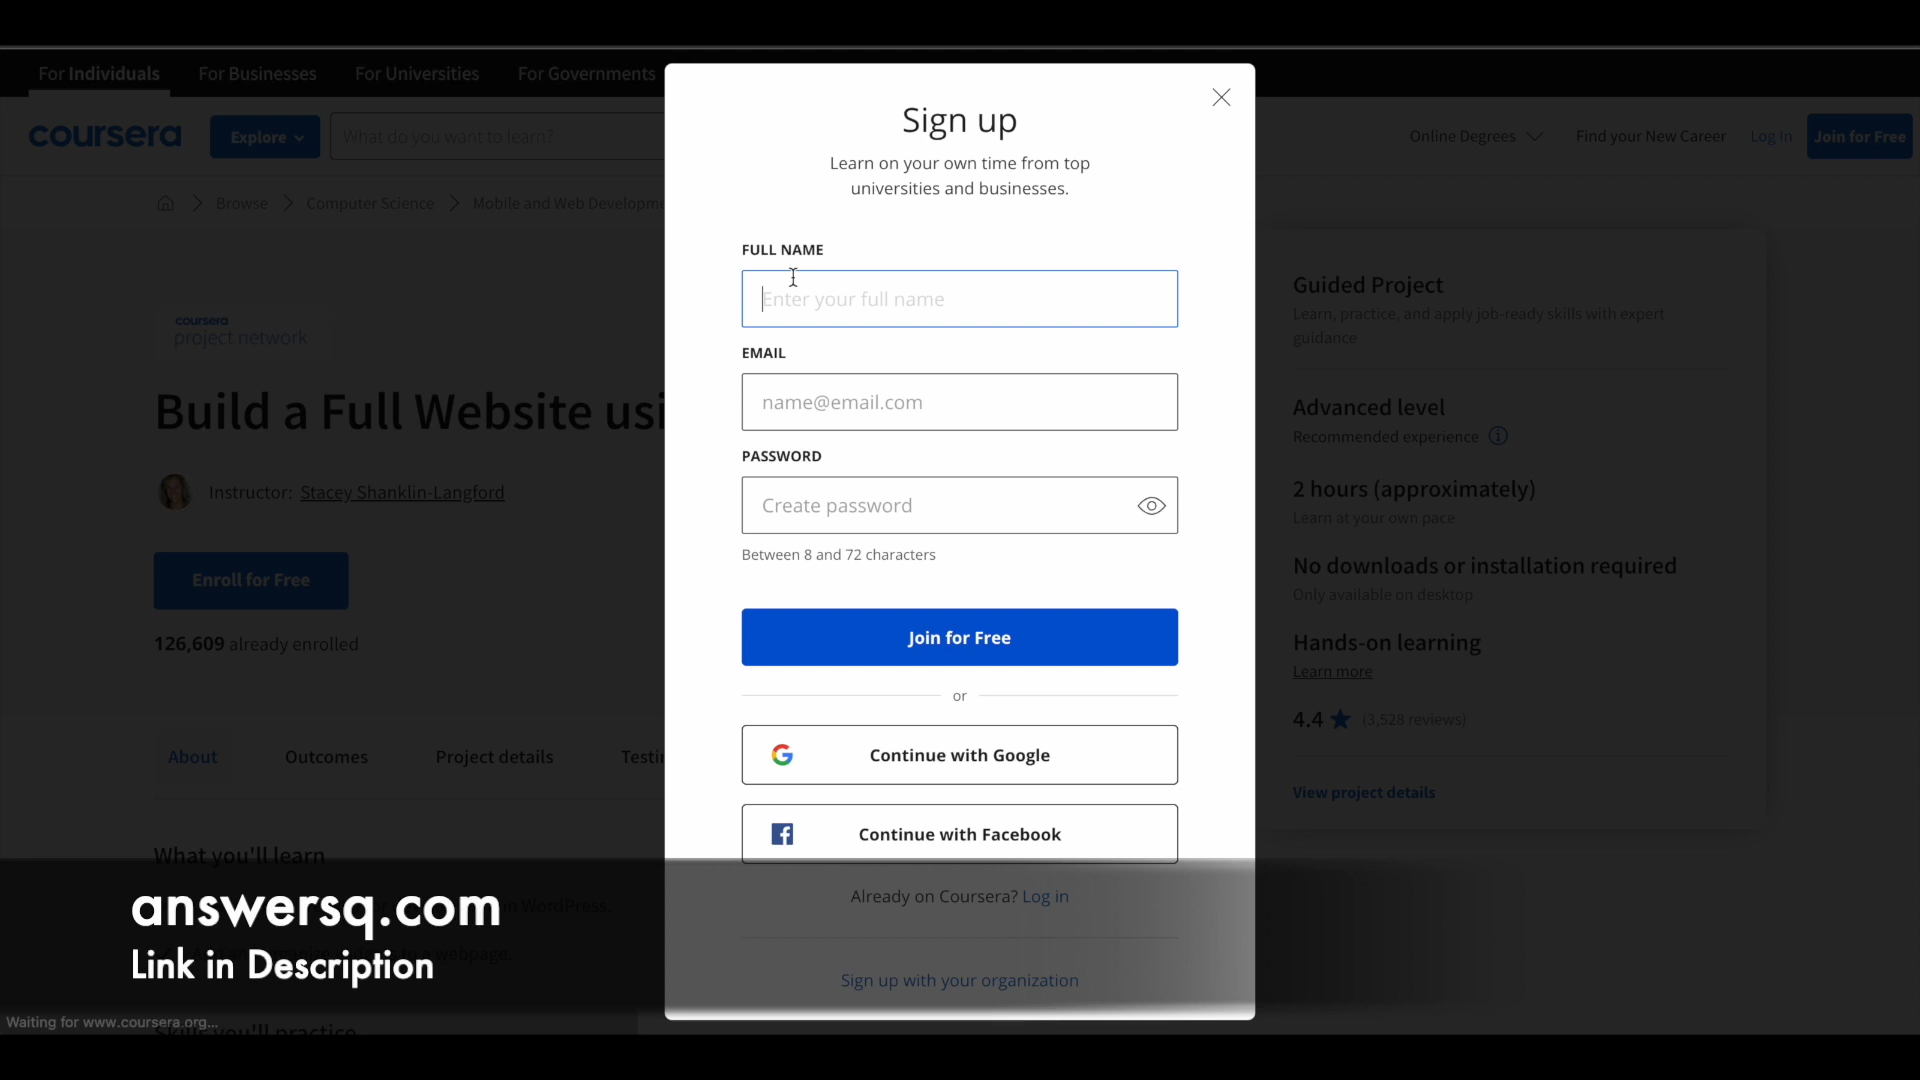 For Individuals
For Businesses
For Universities
For Governments
coursera
Explore
What do you want to learn?
Online Degrees
Find your New Career
Log In
Join for Free
Browse
Computer Science
Mobile and Web Developme
coursera
project network
Build a Full Website usi
Instructor: Stacey Shanklin-Langford
Enroll for Free
126,609 already enrolled
About
Outcomes
Project details
Testi
What you'll learn
n WordPress.
webpage.
Skills you'll practice
Sign up
Learn on your own time from top
universities and businesses.
FULL NAME
Enter your full name
EMAIL
name@email.com
PASSWORD
Create password
Between 8 and 72 characters
Join for Free
or
Continue with Google
Continue with Facebook
Already on Coursera? Log in
Sign up with your organization
Guided Project
Learn, practice, and apply job-ready skills with expert
guidance
Advanced level
Recommended experience
2 hours (approximately)
Learn at your own pace
No downloads or installation required
Only available on desktop
Hands-on learning
Learn more
4.4 (3,528 reviews)
View project details
answersq.com
Link in Description
Waiting for www.coursera.org...